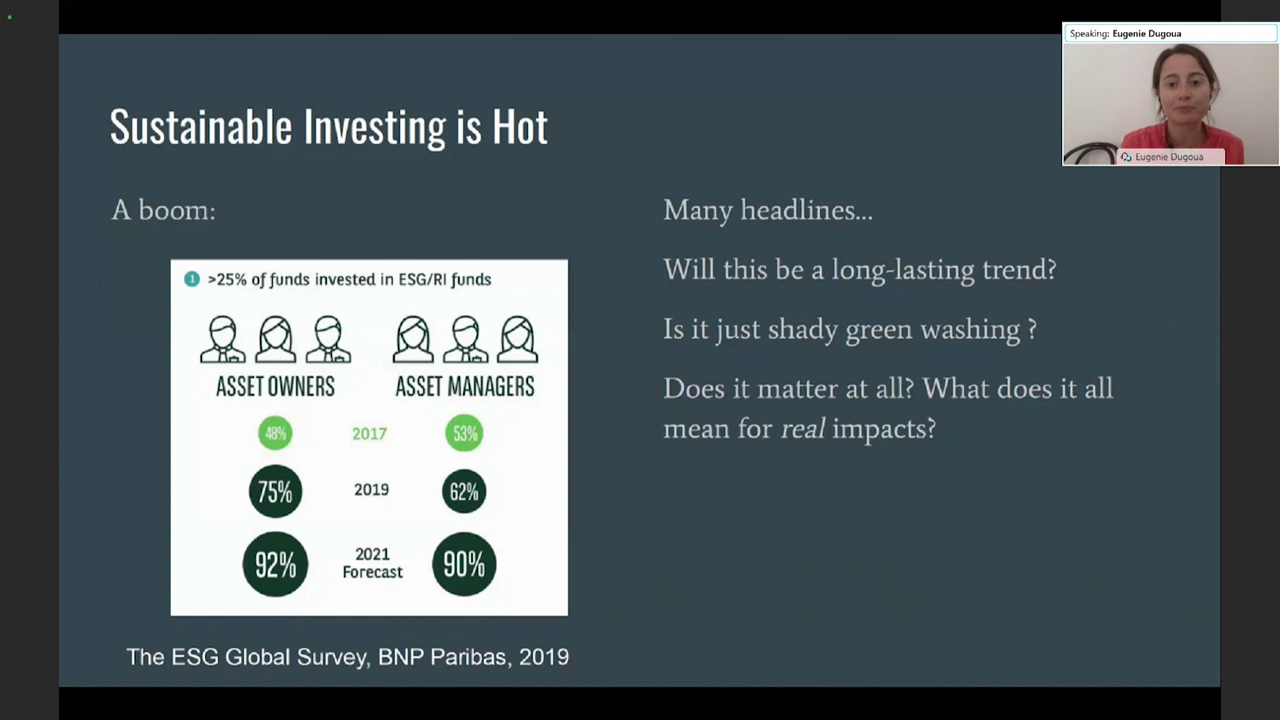 Speaking: Eugenie Dugoua
Eugenie Dugoua
Sustainable Investing is Hot
A boom:
1 >25% of funds invested in ESG/RI funds
ASSET OWNERS ASSET MANAGERS
48% 2017 53%
75% 2019 62%
92% 2021 Forecast 90%
The ESG Global Survey, BNP Paribas, 2019
Many headlines...
Will this be a long-lasting trend?
Is it just shady green washing ?
Does it matter at all? What does it all
mean for real impacts?